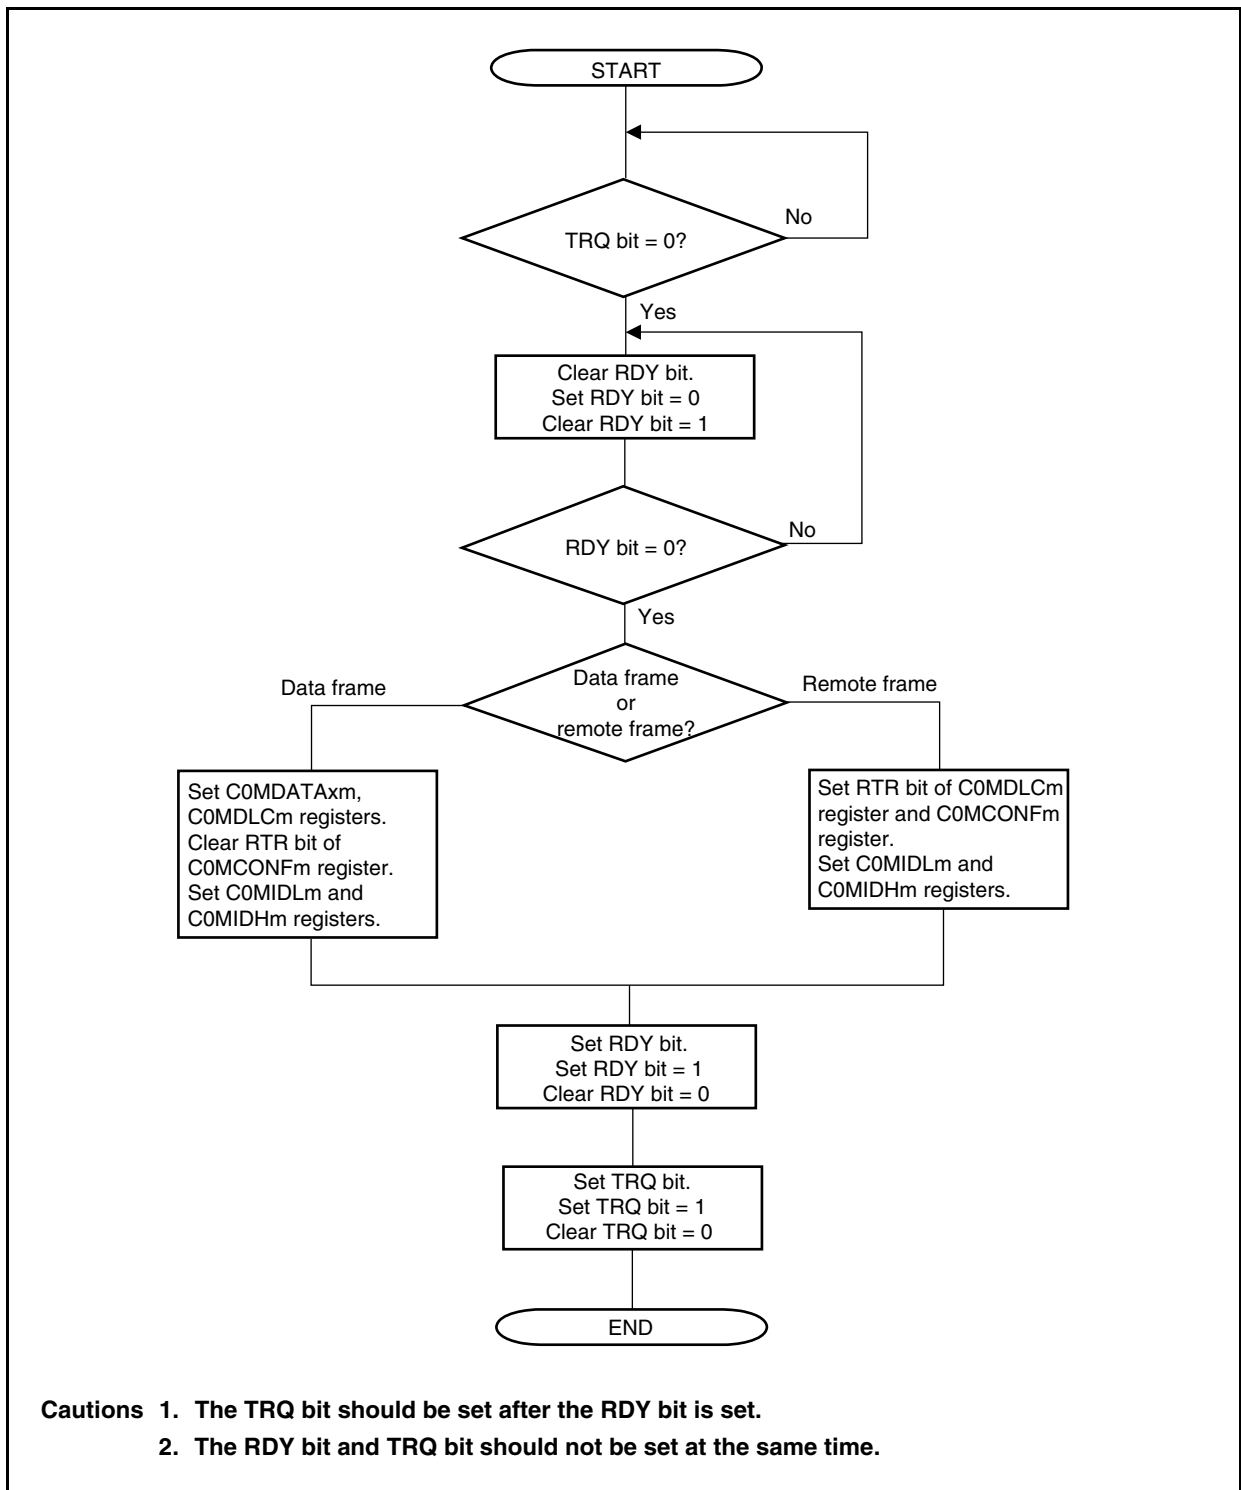 START
TRQ bit = 0?
No
Yes
Clear RDY bit.
Set RDY bit = 0
Clear RDY bit = 1
RDY bit = 0?
No
Yes
Data frame
or
remote frame?
Data frame
Remote frame
Set C0MDATAxm,
C0MDLCm registers.
Clear RTR bit of
C0MCONFm register.
Set C0MIDLm and
C0MIDHm registers.
Set RTR bit of C0MDLCm
register and C0MCONFm
register.
Set C0MIDLm and
C0MIDHm registers.
Set RDY bit.
Set RDY bit = 1
Clear RDY bit = 0
Set TRQ bit.
Set TRQ bit = 1
Clear TRQ bit = 0
END
Cautions 1. The TRQ bit should be set after the RDY bit is set.
2. The RDY bit and TRQ bit should not be set at the same time.